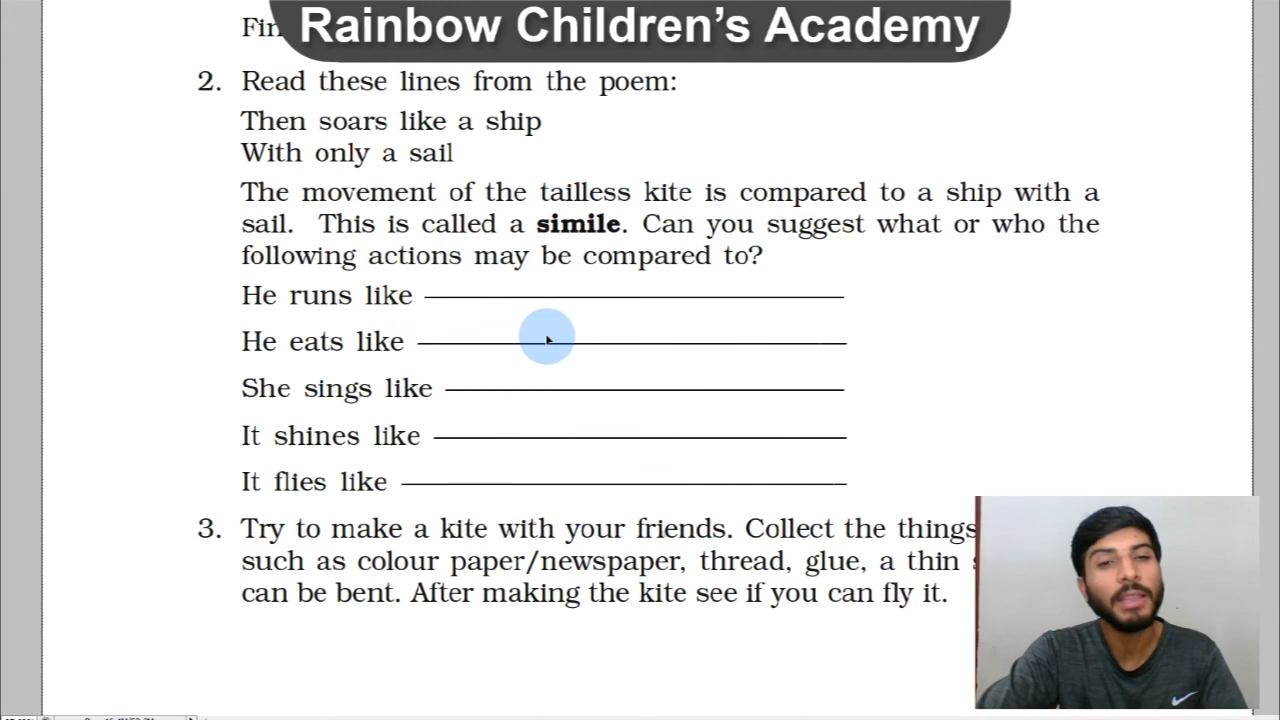 Rainbow Children's Academy
Fin
2. Read these lines from the poem:
Then soars like a ship
With only a sail
The movement of the tailless kite is compared to a ship with a
sail. This is called a simile. Can you suggest what or who the
following actions may be compared to?
He runs like
He eats like
She sings like
It shines like
It flies like
3. Try to make a kite with your friends. Collect the things
such as colour paper/newspaper, thread, glue, a thin
can be bent. After making the kite see if you can fly it.